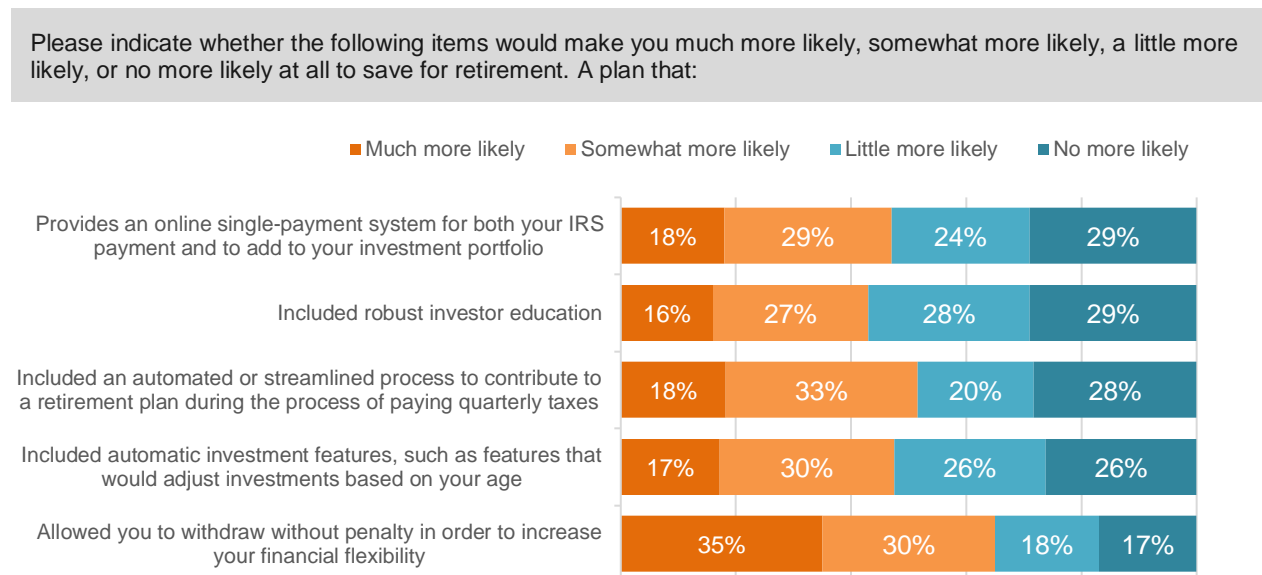 Please indicate whether the following items would make you much more likely, somewhat more likely, a little more
likely, or no more likely at all to save for retirement. A plan that:
Much more likely Somewhat more likely Little more likely No more likely
Provides an online single-payment system for both your IRS
payment and to add to your investment portfolio
18% 29% 24% 29%
Included robust investor education
16% 27% 28% 29%
Included an automated or streamlined process to contribute to
a retirement plan during the process of paying quarterly taxes
18% 33% 20% 28%
Included automatic investment features, such as features that
would adjust investments based on your age
17% 30% 26% 26%
Allowed you to withdraw without penalty in order to increase
your financial flexibility
35% 30% 18% 17%